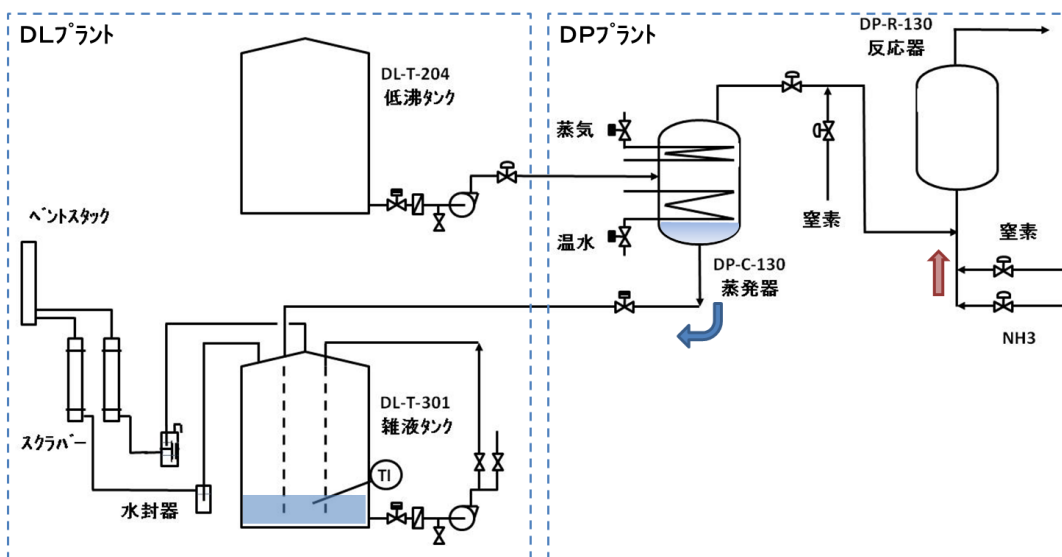 DLプラント
DL-T-204
低沸タンク
ベントスタック
スクラバー
水封器
DL-T-301
雑液タンク
TI
DPプラント
DP-R-130
反応器
蒸気
温水
窒素
DP-C-130
蒸発器
窒素
NH3